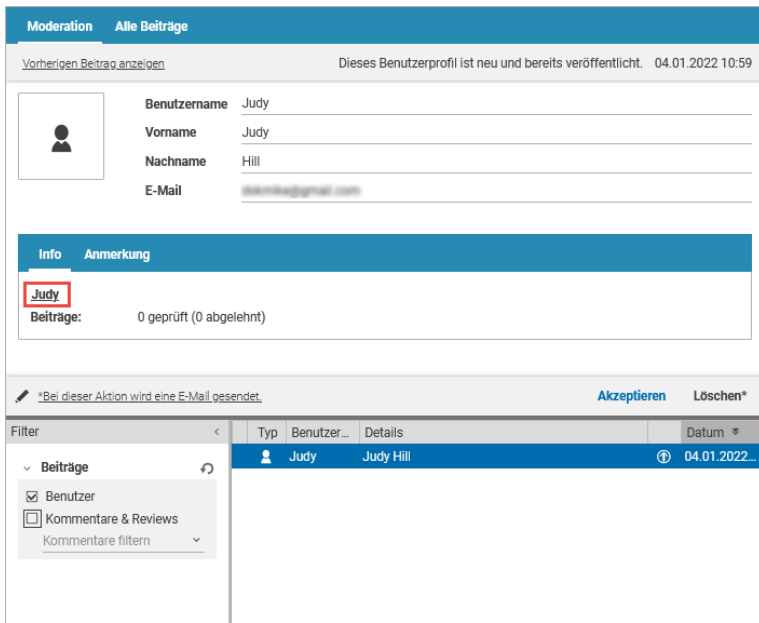 Moderation Alle Beiträge
Vorherigen Beitrag anzeigen Dieses Benutzerprofil ist neu und bereits veröffentlicht. 04.01.2022 10:59
Benutzername Judy
Vorname Judy
Nachname Hill
E-Mail
Info Anmerkung
Judy
Beiträge: 0 geprüft (0 abgelehnt)
*Bei dieser Aktion wird eine E-Mail gesendet. Akzeptieren Löschen*
Filter Typ Benutzer... Details Datum
Judy Judy Hill 04.01.2022...
Beiträge
Benutzer
Kommentare & Reviews
Kommentare filtern